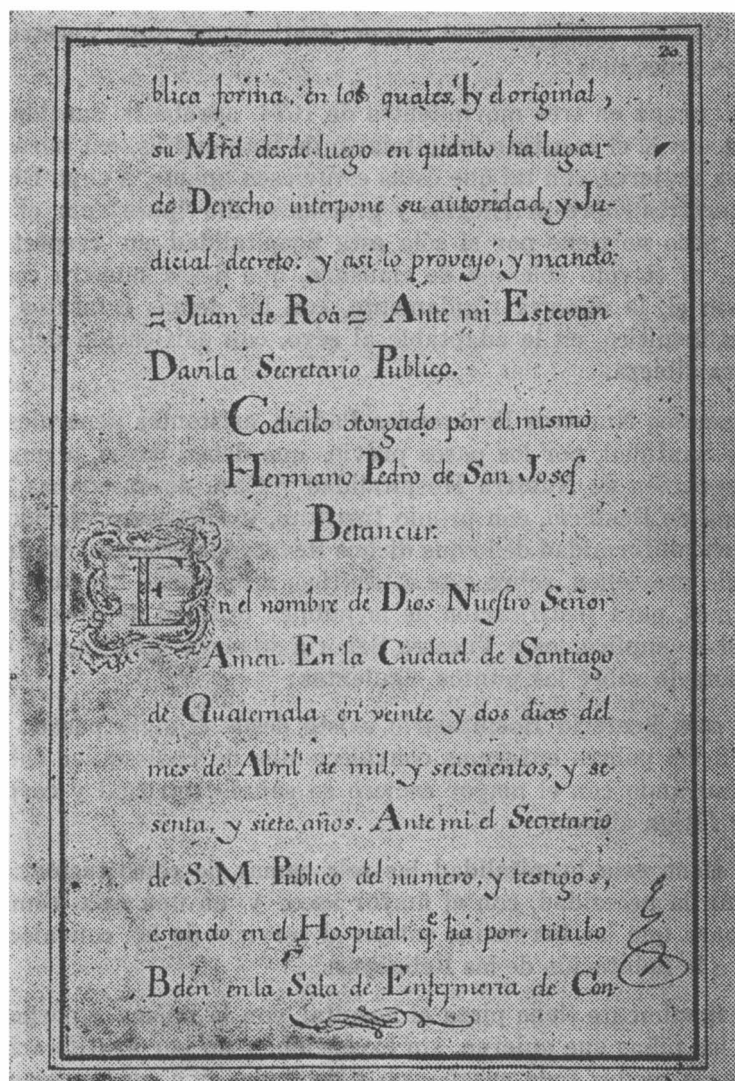 20
blica forma. en los quales, y el original,
su Mrd desde luego en quanto ha lugar
de Derecho interpone su autoridad, y Ju-
dicial decreto: y asi lo proveyó, y mandó:
= Juan de Roa = Ante mi Estevan
Davila Secretario Publico.
Codicilo otorgado por el mismo
Hermano Pedro de San Josef
Betancur.
En el nombre de Dios Nuestro Señor
Amen. En la Ciudad de Santiago
de Guatemala en veinte y dos dias del
mes de Abril de mil, y seiscientos, y se-
senta, y siete años. Ante mi el Secretario
de S. M. Publico del numero, y testigos,
estando en el Hospital, qe. ha por titulo
Bden en la Sala de Enfermeria de Con-